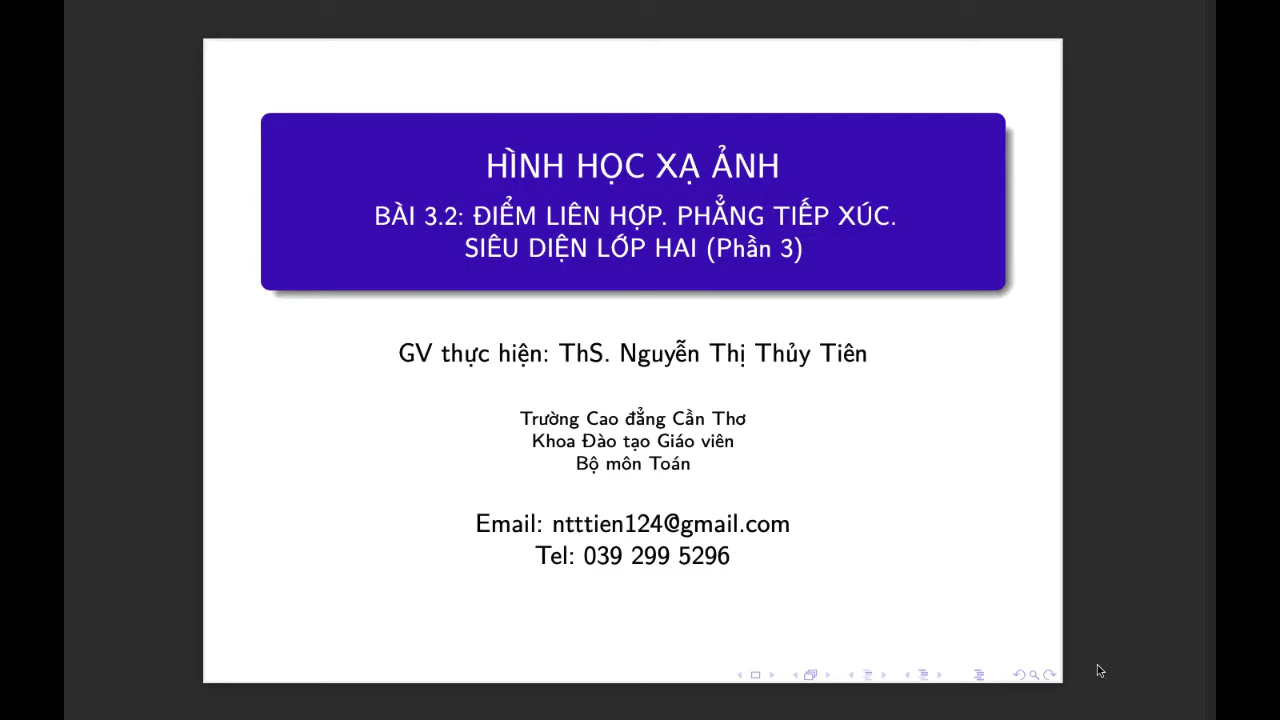 HÌNH HỌC XẠ ẢNH
BÀI 3.2: ĐIỂM LIÊN HỢP. PHẲNG TIẾP XÚC.
SIÊU DIỆN LỚP HAI (Phần 3)
GV thực hiện: ThS. Nguyễn Thị Thủy Tiên
Trường Cao đẳng Cần Thơ
Khoa Đào tạo Giáo viên
Bộ môn Toán
Email: ntttien124@gmail.com
Tel: 039 299 5296